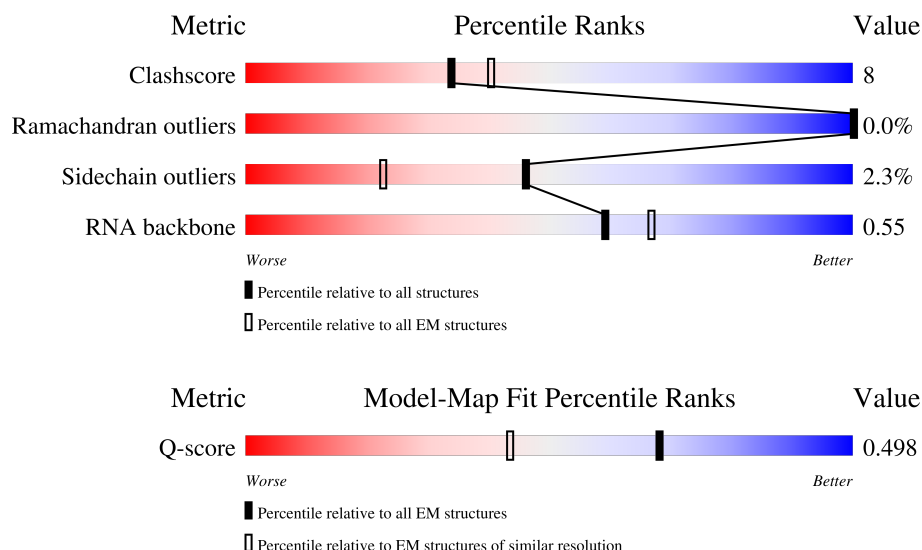 Metric Percentile Ranks Value
Clashscore 8
Ramachandran outliers 0.0%
Sidechain outliers 2.3%
RNA backbone 0.55
Worse Better
Percentile relative to all structures
Percentile relative to all EM structures
Metric Model-Map Fit Percentile Ranks Value
Q-score 0.498
Worse Better
Percentile relative to all EM structures
Percentile relative to EM structures of similar resolution